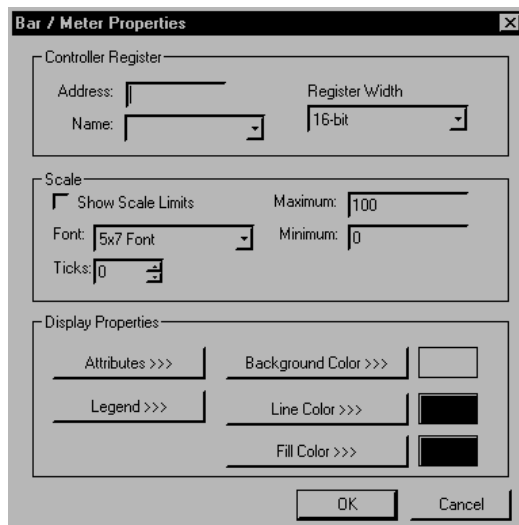 Bar / Meter Properties
Controller Register
Address:
Register Width
Name:
16-bit
Scale
Show Scale Limits
Maximum: 100
Font: 5x7 Font
Minimum: 0
Ticks: 0
Display Properties
Attributes >>>
Background Color >>>
Legend >>>
Line Color >>>
Fill Color >>>
OK
Cancel